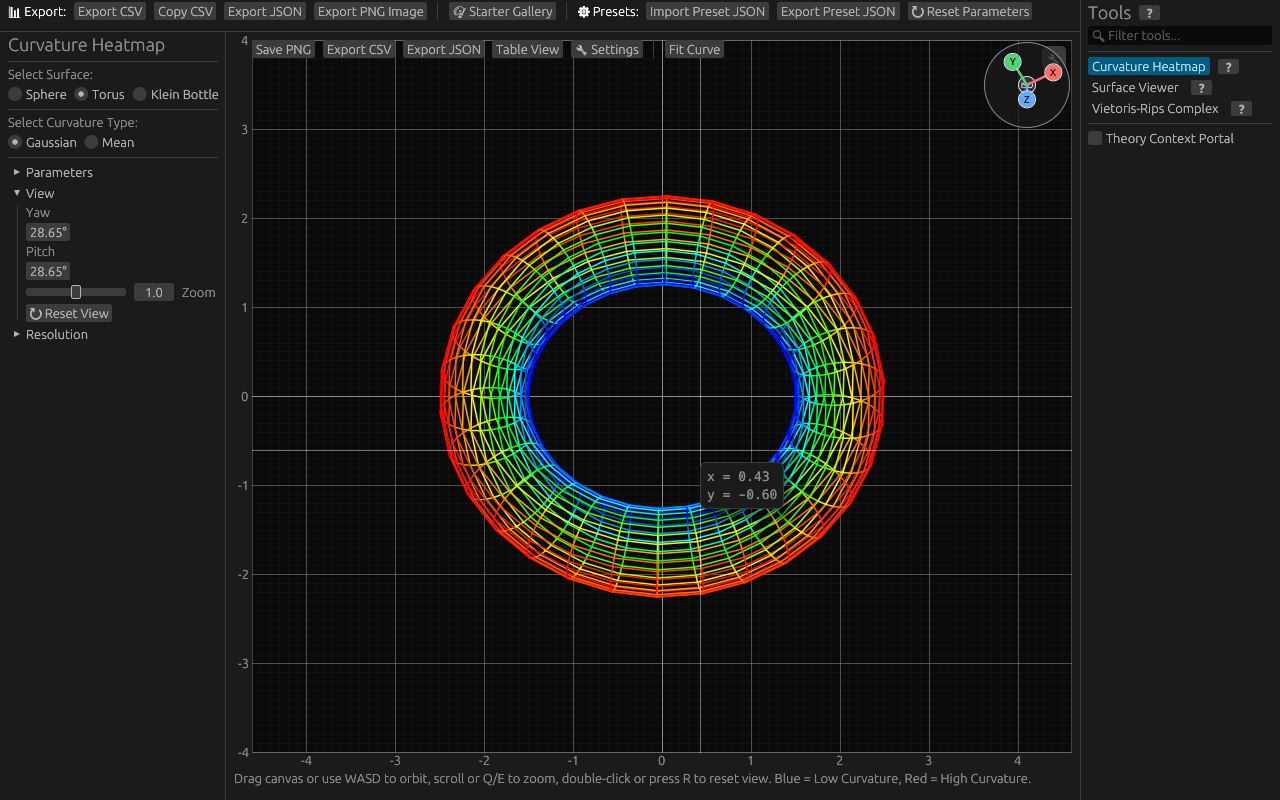 Export: Export CSV Copy CSV Export JSON Export PNG Image Starter Gallery Presets: Import Preset JSON Export Preset JSON Reset Parameters
Curvature Heatmap
Select Surface:
Sphere Torus Klein Bottle
Select Curvature Type:
Gaussian Mean
Parameters
View
Yaw
28.65°
Pitch
28.65°
1.0 Zoom
Reset View
Resolution
Save PNG Export CSV Export JSON Table View Settings Fit Curve
Y
X
Z
4
3
2
1
0
-1
-2
-3
-4
-4 -3 -2 -1 0 1 2 3 4
x = 0.43
y = −0.60
Drag canvas or use WASD to orbit, scroll or Q/E to zoom, double-click or press R to reset view. Blue = Low Curvature, Red = High Curvature.
Tools ?
Filter tools...
Curvature Heatmap ?
Surface Viewer ?
Vietoris-Rips Complex ?
Theory Context Portal